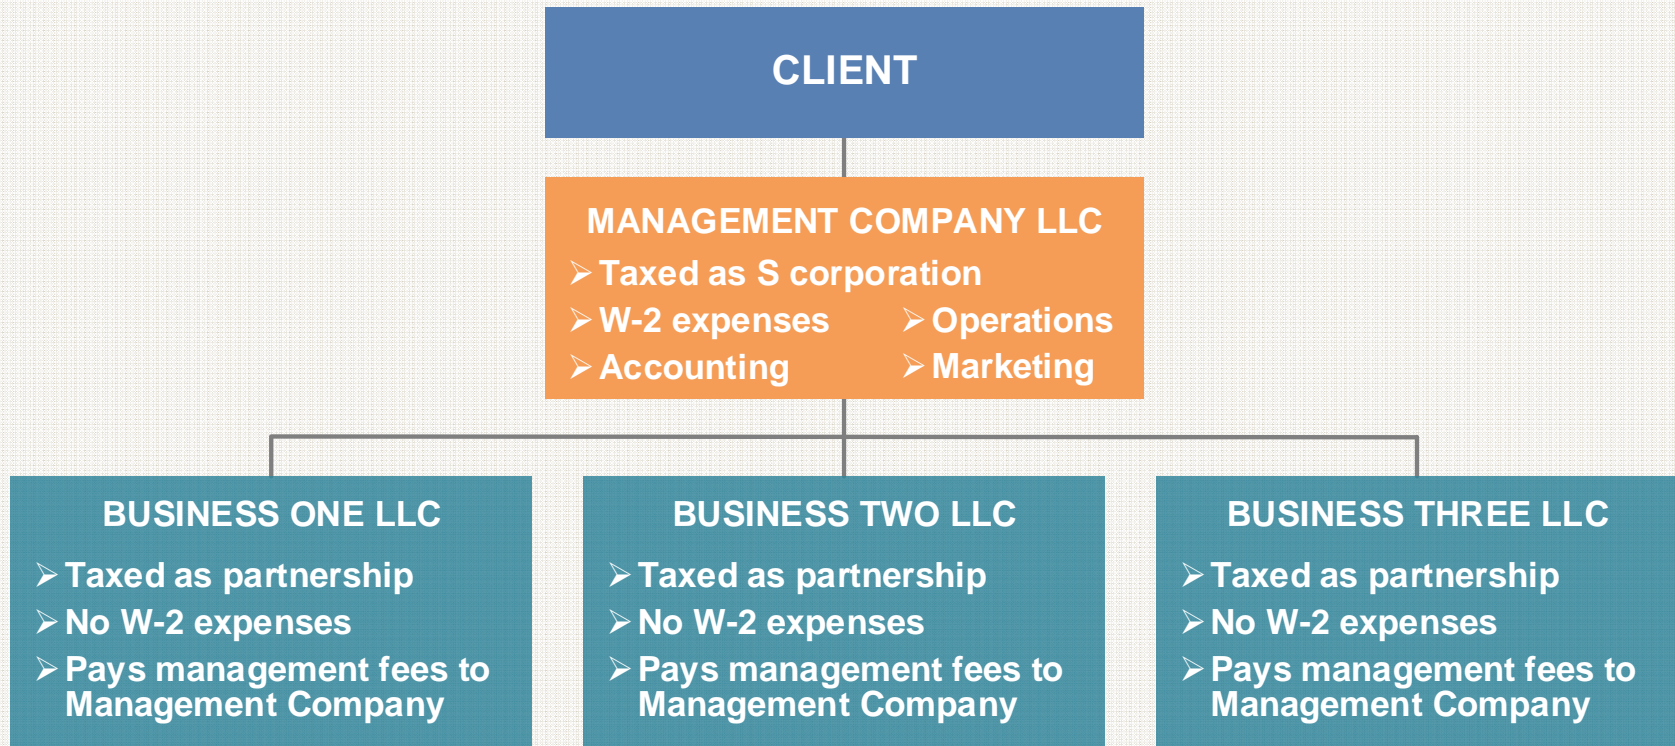 CLIENT
MANAGEMENT COMPANY LLC
➢ Taxed as S corporation
➢ W-2 expenses ➢ Operations
➢ Accounting ➢ Marketing
BUSINESS ONE LLC
➢ Taxed as partnership
➢ No W-2 expenses
➢ Pays management fees to
Management Company
BUSINESS TWO LLC
➢ Taxed as partnership
➢ No W-2 expenses
➢ Pays management fees to
Management Company
BUSINESS THREE LLC
➢ Taxed as partnership
➢ No W-2 expenses
➢ Pays management fees to
Management Company